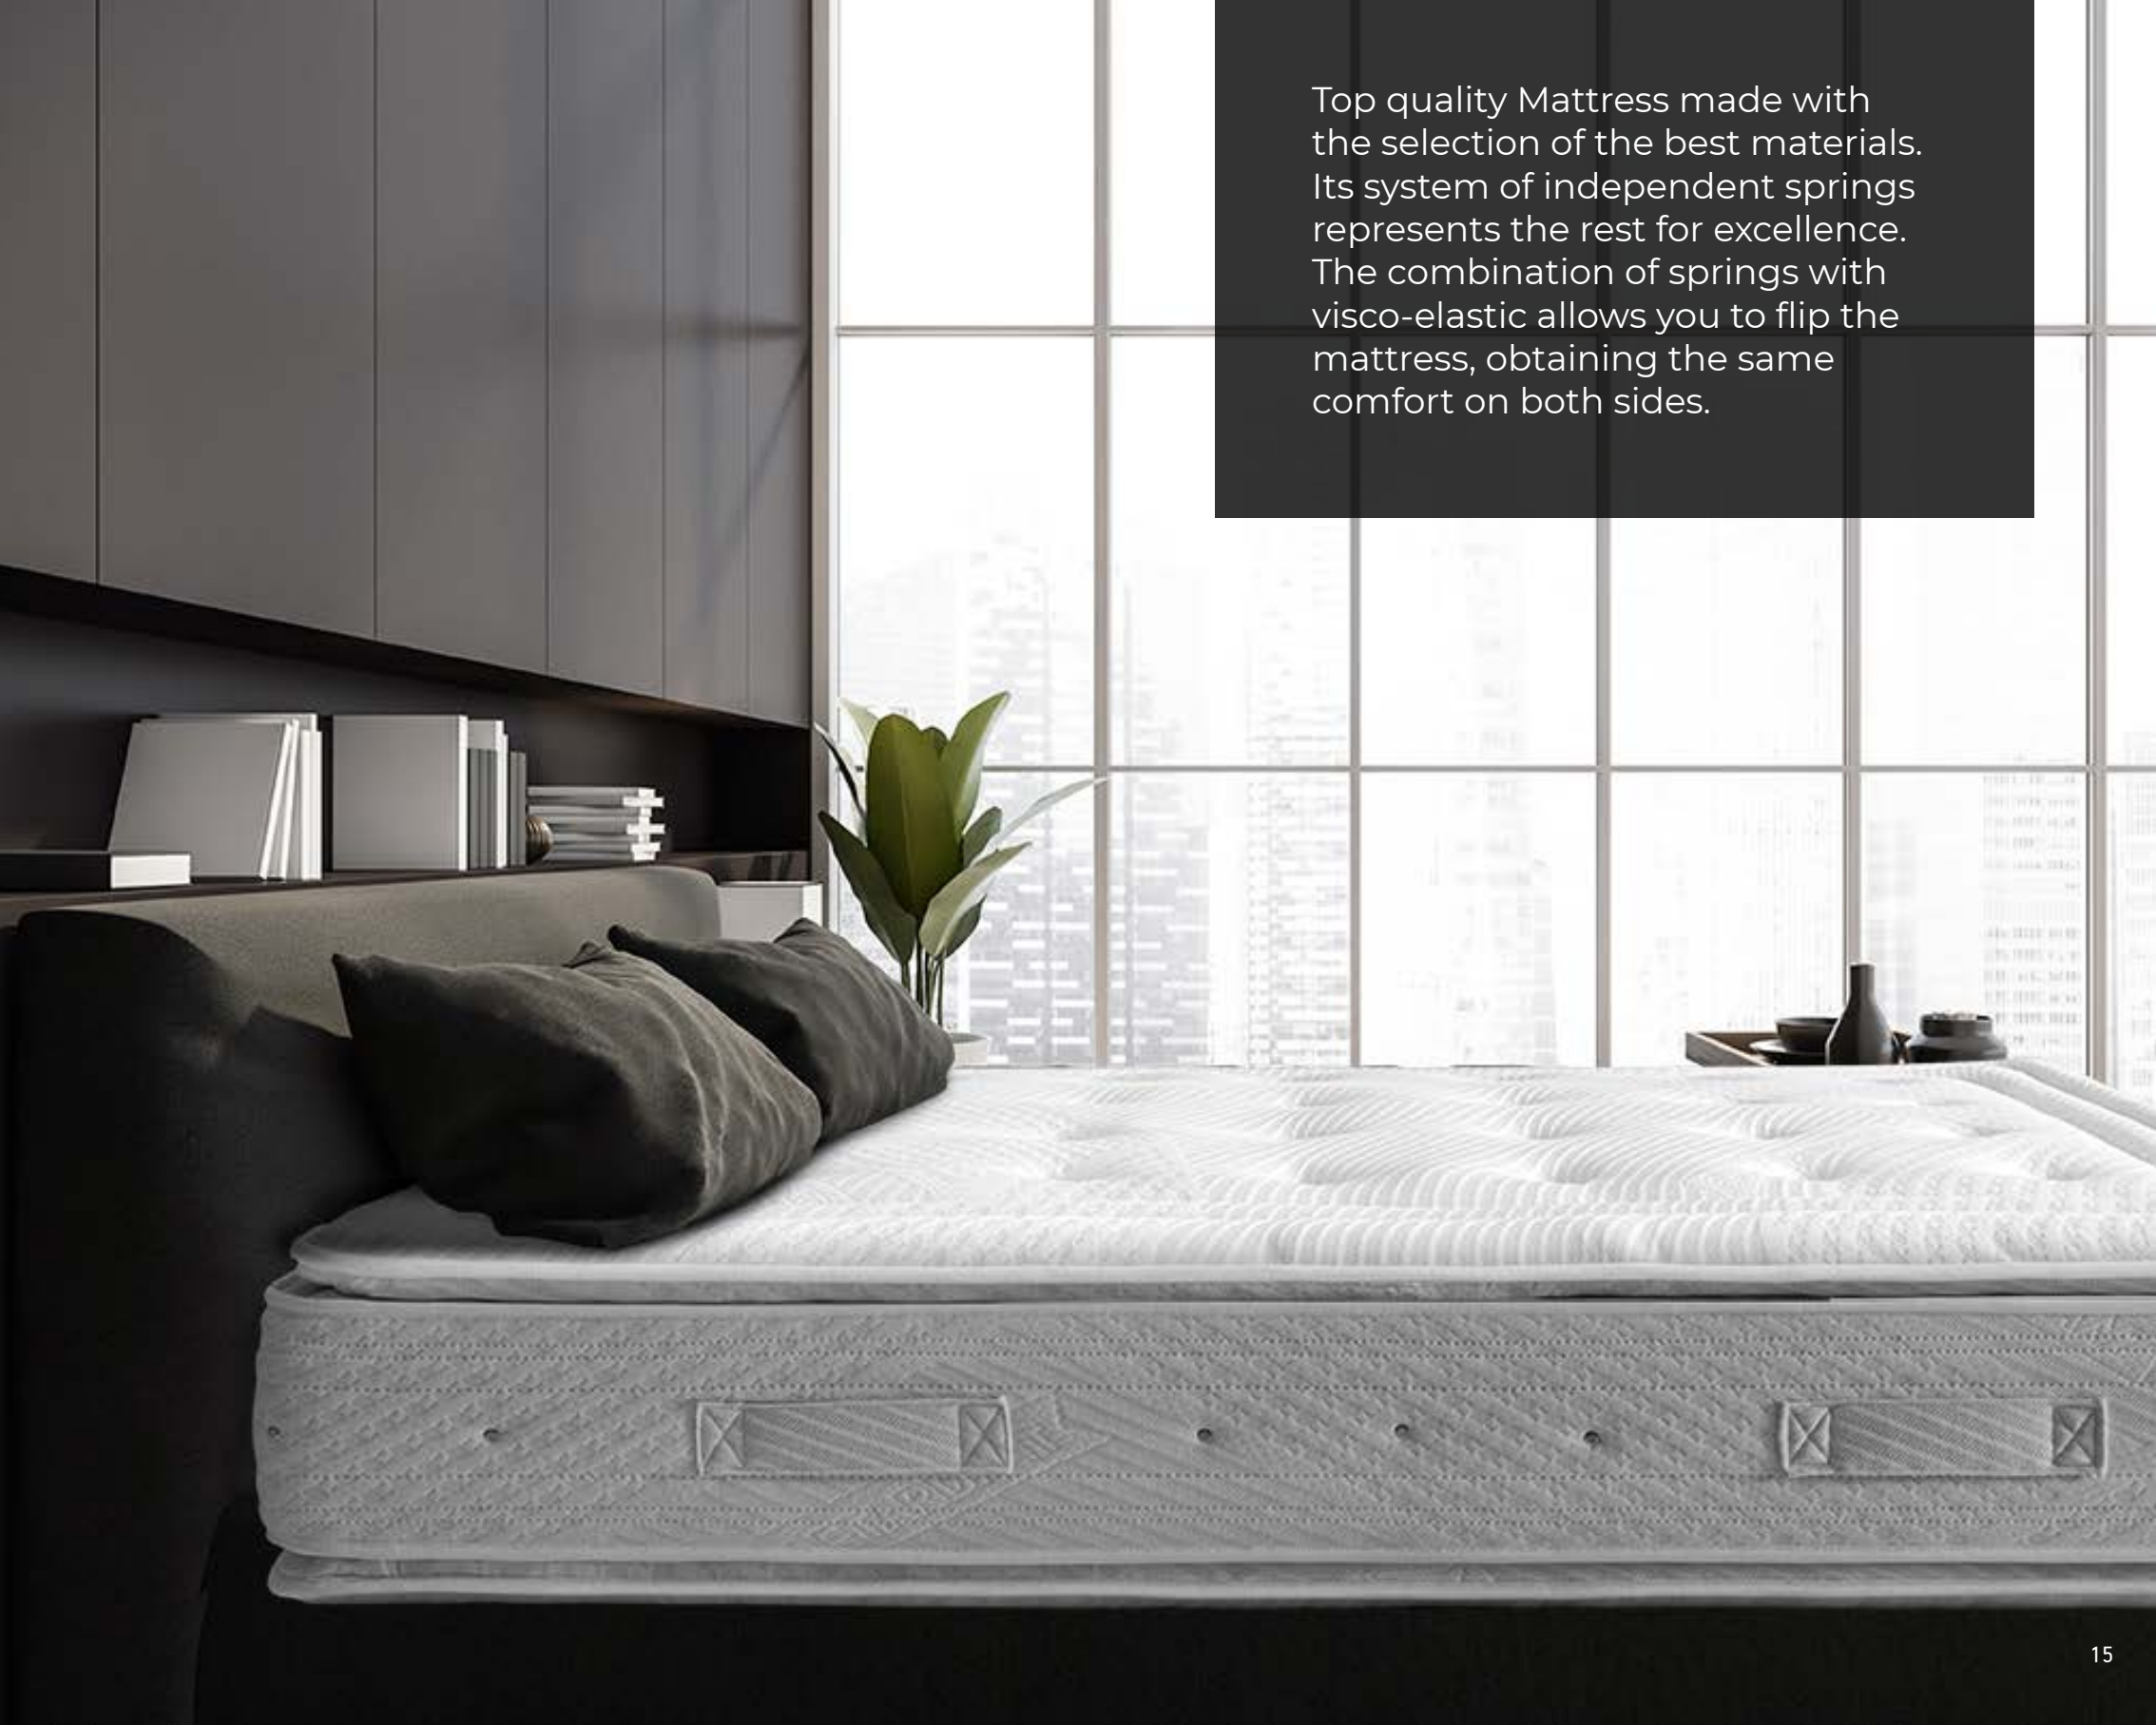 Top quality Mattress made with
the selection of the best materials.
Its system of independent springs
represents the rest for excellence.
The combination of springs with
visco-elastic allows you to flip the
mattress, obtaining the same
comfort on both sides.
15